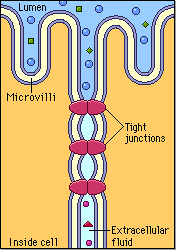 Lumen
Microvilli
Tight
junctions
Extracellular
fluid
Inside cell